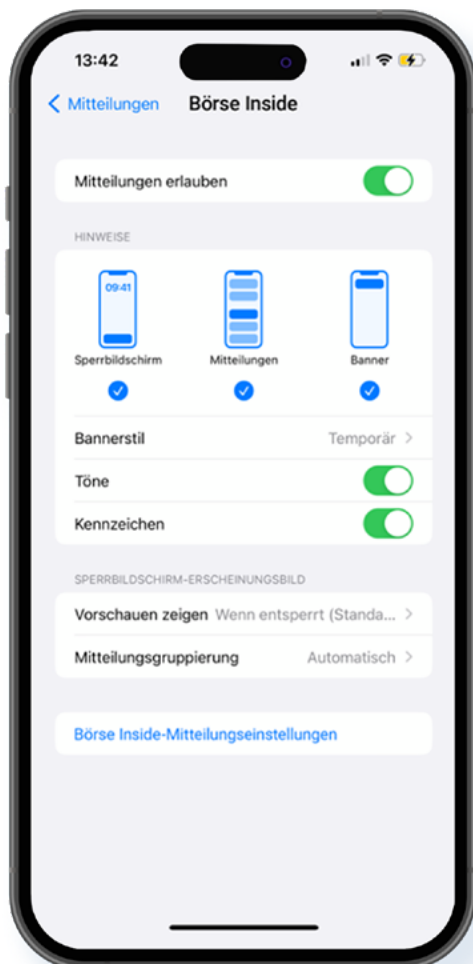 13:42
Mitteilungen Börse Inside
Mitteilungen erlauben
HINWEISE
09:41
Sperrbildschirm Mitteilungen Banner
Bannerstil Temporär
Töne
Kennzeichen
SPERRBILDSCHIRM-ERSCHEINUNGSBILD
Vorschauen zeigen Wenn entsperrt (Standa...
Mitteilungsgruppierung Automatisch
Börse Inside-Mitteilungseinstellungen